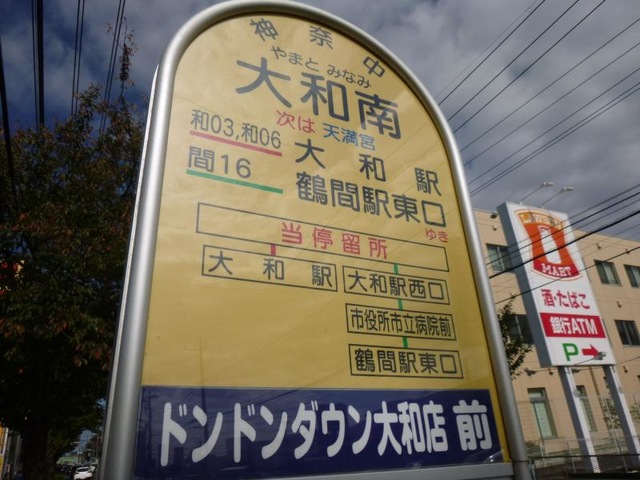 神奈中
やまと みなみ
大和南
次は 天満宮
和03,和06 大和駅
間16 鶴間駅東口
ゆき
当停留所
大和駅 大和駅西口
市役所市立病院前
鶴間駅東口
ドンドンダウン大和店 前
MART
酒・たばこ
銀行ATM
P